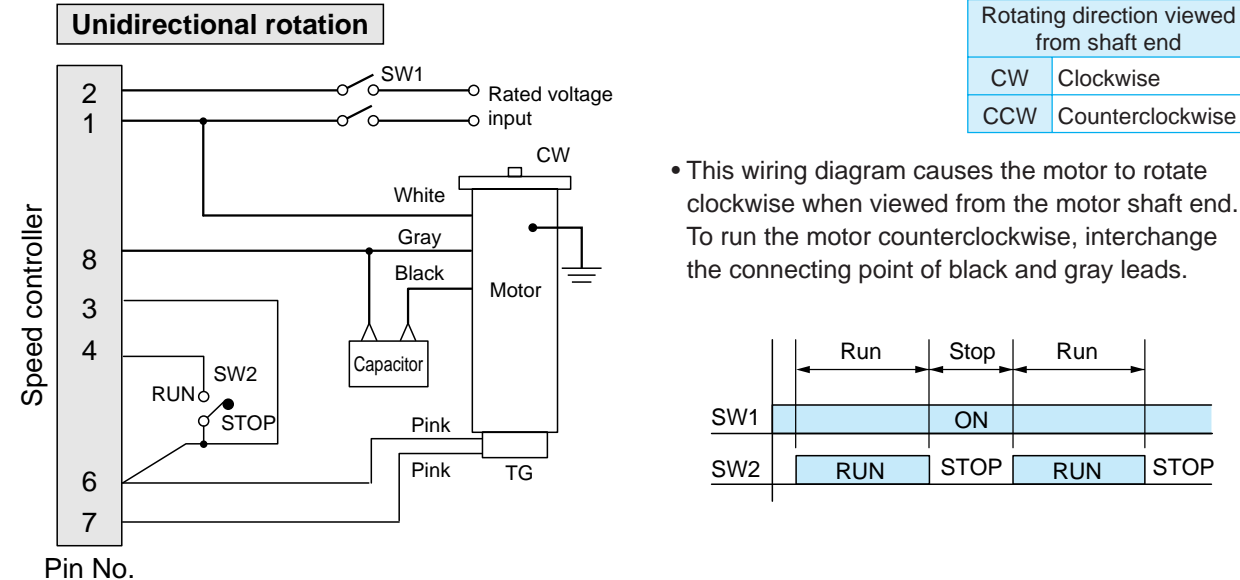 Unidirectional rotation
Speed controller
2
1
8
3
4
6
7
Pin No.
SW1
Rated voltage
input
CW
White
Gray
Black
Motor
Capacitor
SW2
RUN
STOP
Pink
Pink
TG
Rotating direction viewed
from shaft end
CW Clockwise
CCW Counterclockwise
• This wiring diagram causes the motor to rotate
clockwise when viewed from the motor shaft end.
To run the motor counterclockwise, interchange
the connecting point of black and gray leads.
Run Stop Run
SW1 ON
SW2 RUN STOP RUN STOP